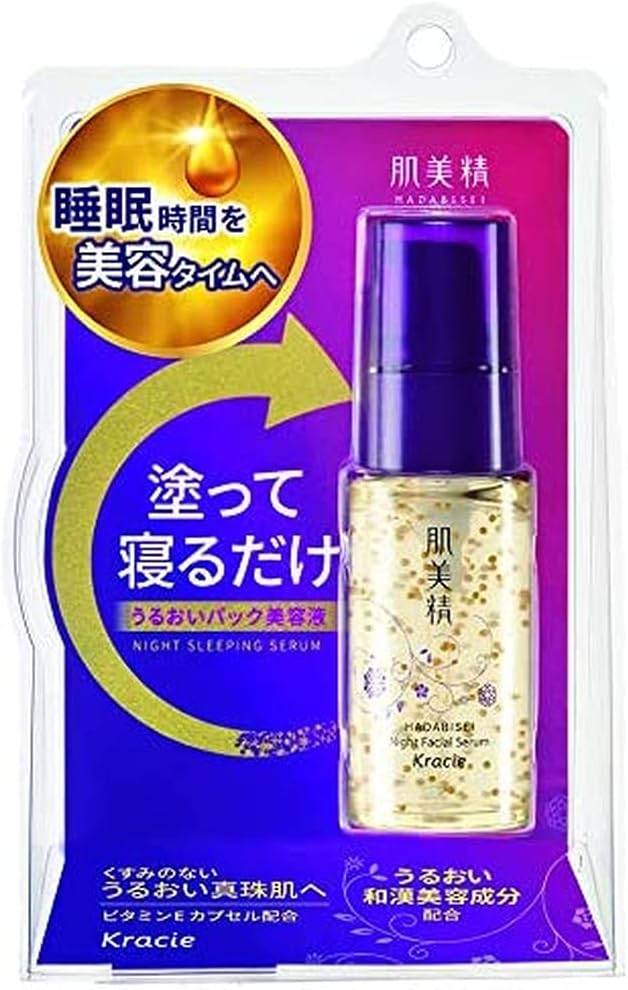 睡眠時間を
美容タイムへ
肌美精
HADABISEI
塗って
寝るだけ
うるおいパック美容液
NIGHT SLEEPING SERUM
肌美精
HADABISEI
Night Facial Serum
Kracie
くすみのない
うるおい真珠肌へ
ビタミンEカプセル配合
Kracie
うるおい
和漢美容成分
配合